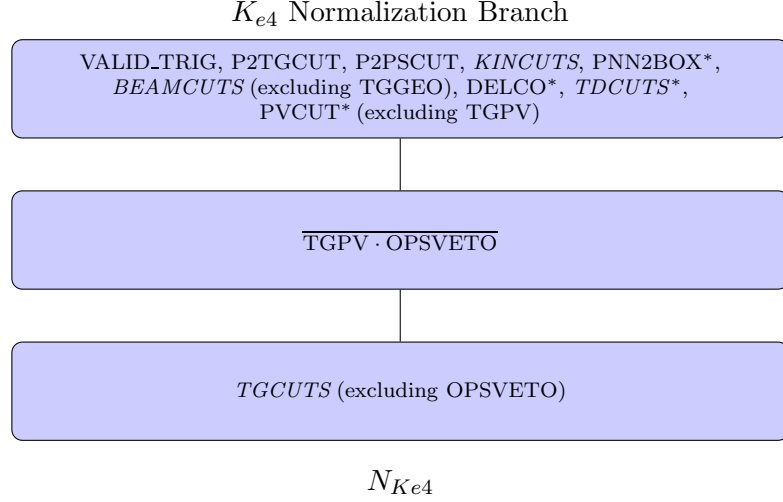 K_{e4} Normalization Branch
VALID_TRIG, P2TGCUT, P2PSCUT, KINCUTS, PNN2BOX*,
BEAMCUTS (excluding TGGEO), DELCO*, TDCUTS*,
PVCUT* (excluding TGPV)
\overline{TGPV · OPSVETO}
TGCUTS (excluding OPSVETO)
N_{Ke4}